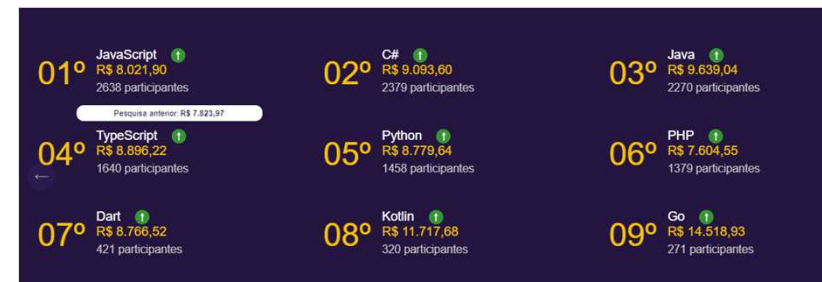 01º
JavaScript
R$ 8.021,90
2638 participantes
02º
C#
R$ 9.093,60
2379 participantes
03º
Java
R$ 9.639,04
2270 participantes
Pesquisa anterior: R$ 7.823,97
04º
TypeScript
R$ 8.896,22
1640 participantes
05º
Python
R$ 8.779,64
1458 participantes
06º
PHP
R$ 7.604,55
1379 participantes
07º
Dart
R$ 8.766,52
421 participantes
08º
Kotlin
R$ 11.717,68
320 participantes
09º
Go
R$ 14.518,93
271 participantes